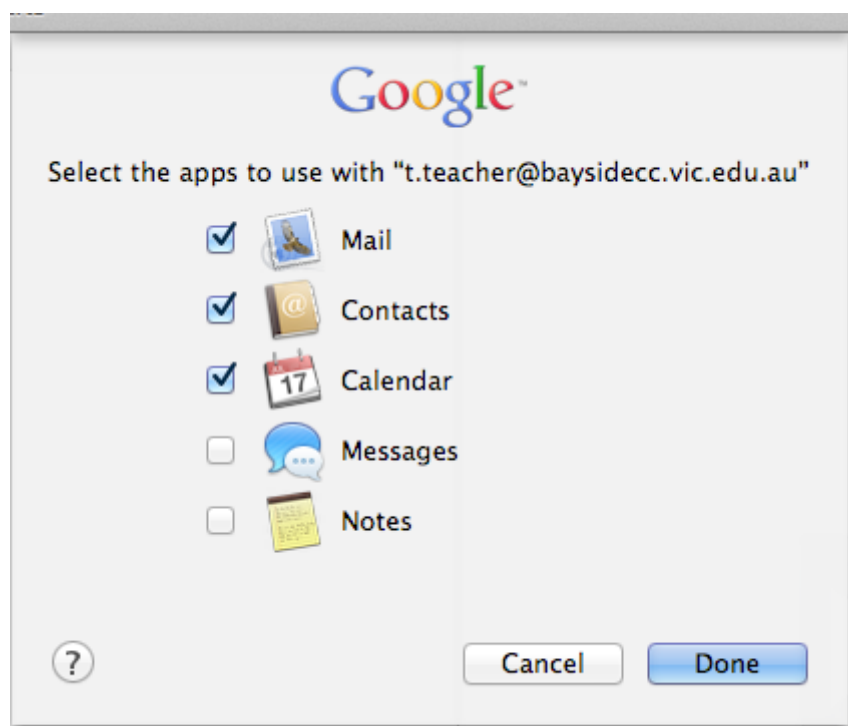 Google™
Select the apps to use with "t.teacher@baysidecc.vic.edu.au"
Mail
@
Contacts
17
Calendar
Messages
Notes
?
Cancel
Done